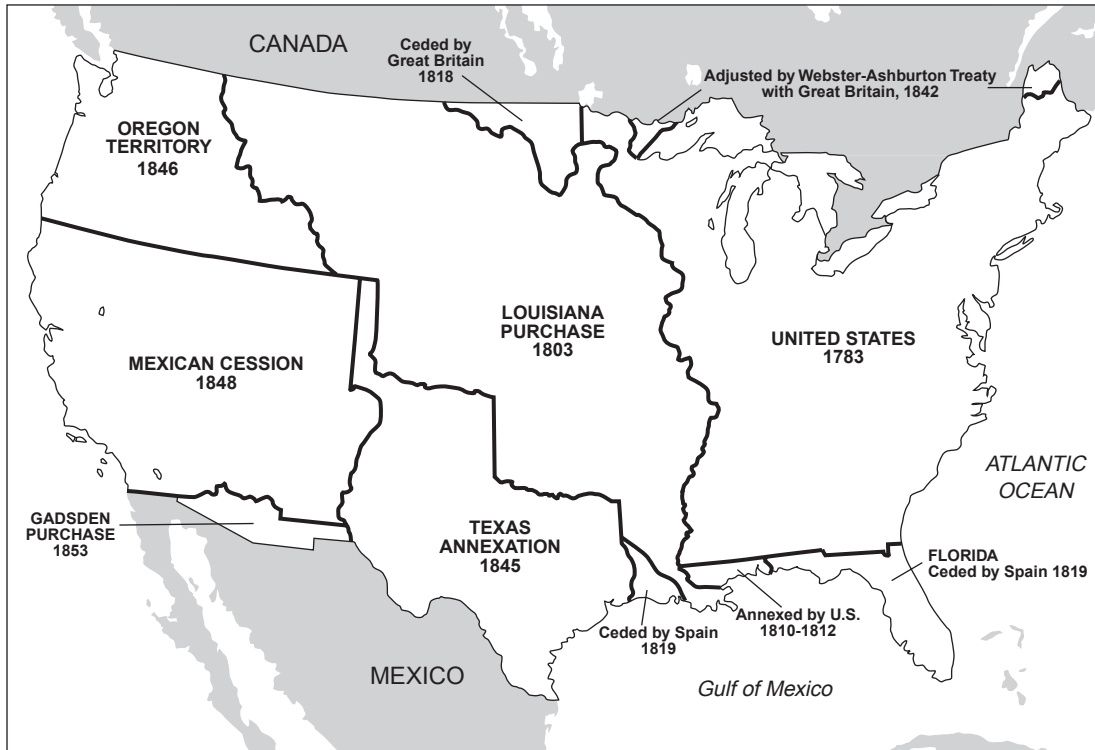 CANADA
Ceded by
Great Britain
1818
Adjusted by Webster-Ashburton Treaty
with Great Britain, 1842
OREGON
TERRITORY
1846
LOUISIANA
PURCHASE
1803
UNITED STATES
1783
MEXICAN CESSION
1848
ATLANTIC
OCEAN
GADSDEN
PURCHASE
1853
TEXAS
ANNEXATION
1845
FLORIDA
Ceded by Spain 1819
Annexed by U.S.
1810-1812
Ceded by Spain
1819
MEXICO
Gulf of Mexico